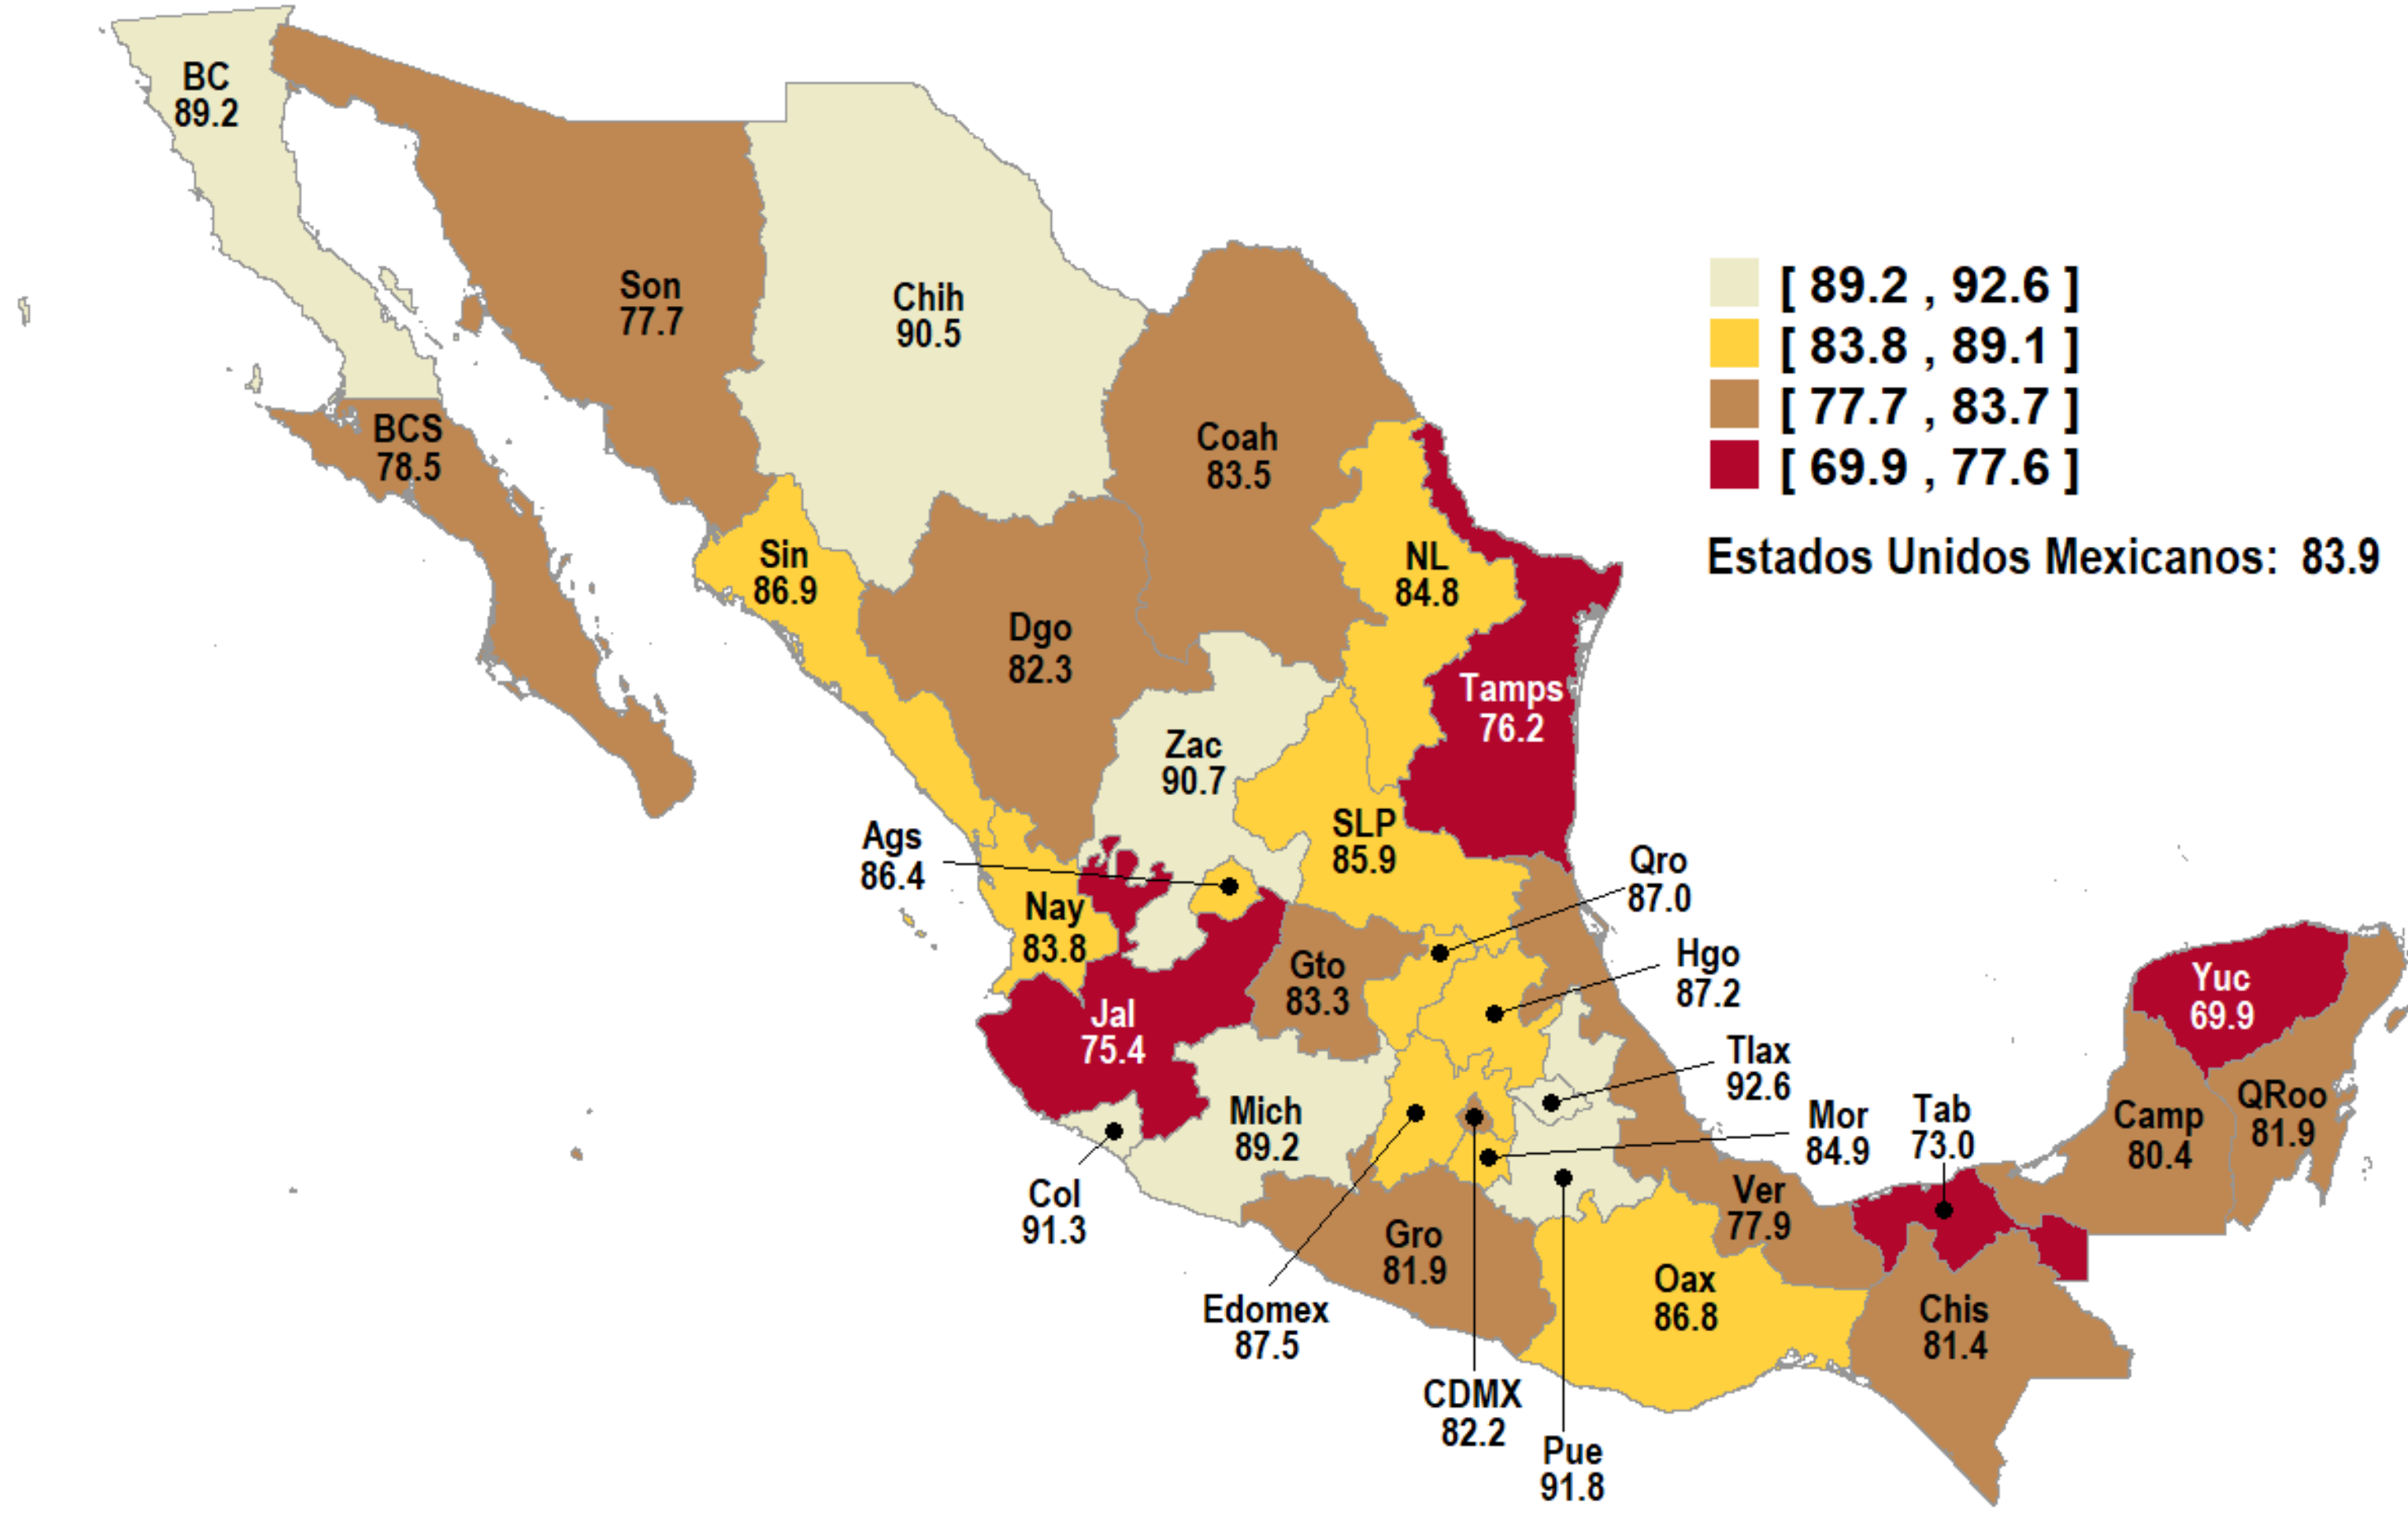 BC
89.2
Son
77.7
Chih
90.5
[ 89.2 , 92.6 ]
[ 83.8 , 89.1 ]
[ 77.7 , 83.7 ]
[ 69.9 , 77.6 ]
Estados Unidos Mexicanos: 83.9
BCS
78.5
Coah
83.5
Sin
86.9
NL
84.8
Dgo
82.3
Tamps
76.2
Zac
90.7
Ags
86.4
SLP
85.9
Qro
87.0
Nay
83.8
Gto
83.3
Hgo
87.2
Yuc
69.9
Jal
75.4
Tlax
92.6
Mich
89.2
Mor
84.9
Tab
73.0
Camp
80.4
QRoo
81.9
Col
91.3
Ver
77.9
Gro
81.9
Oax
86.8
Edomex
87.5
Chis
81.4
CDMX
82.2
Pue
91.8